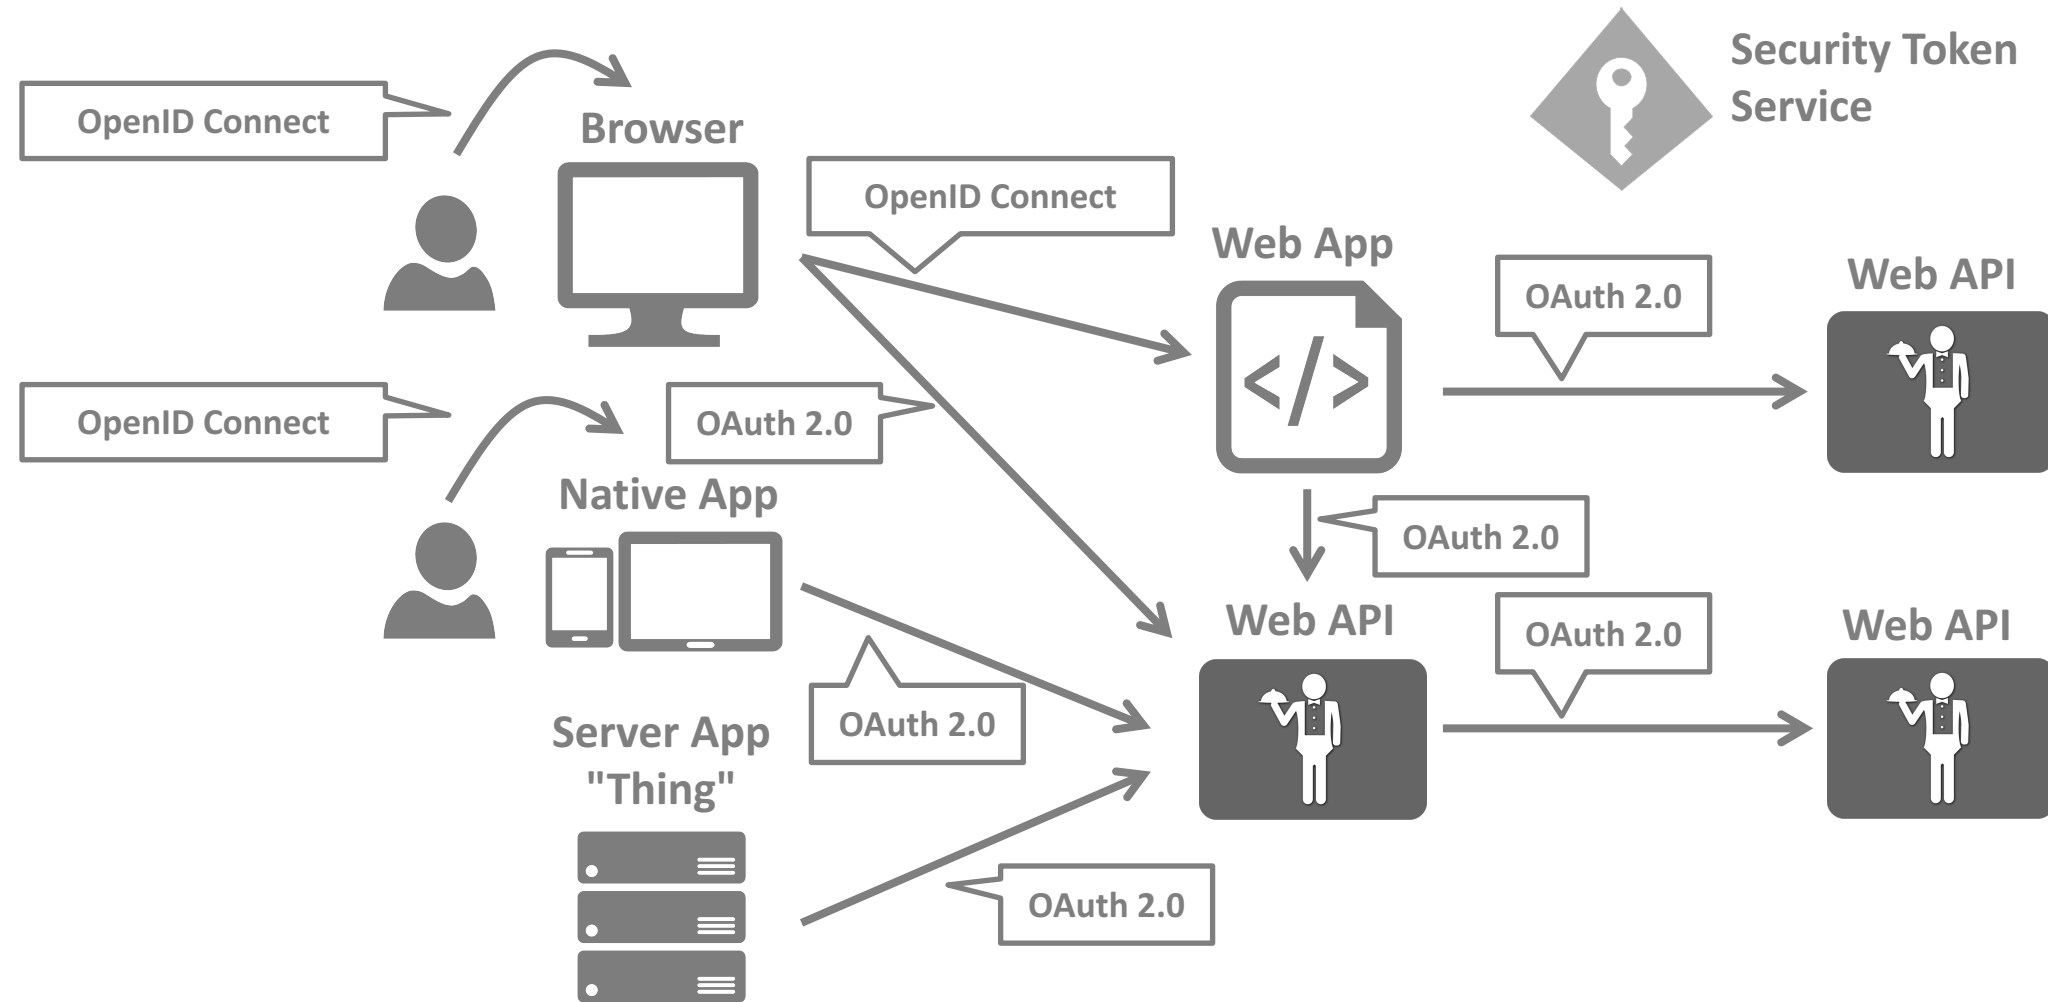 Security Token
Service
OpenID Connect
Browser
OpenID Connect
Web App
Web API
OAuth 2.0
OpenID Connect
OAuth 2.0
Native App
OAuth 2.0
Web API
OAuth 2.0
Web API
OAuth 2.0
Server App
"Thing"
OAuth 2.0